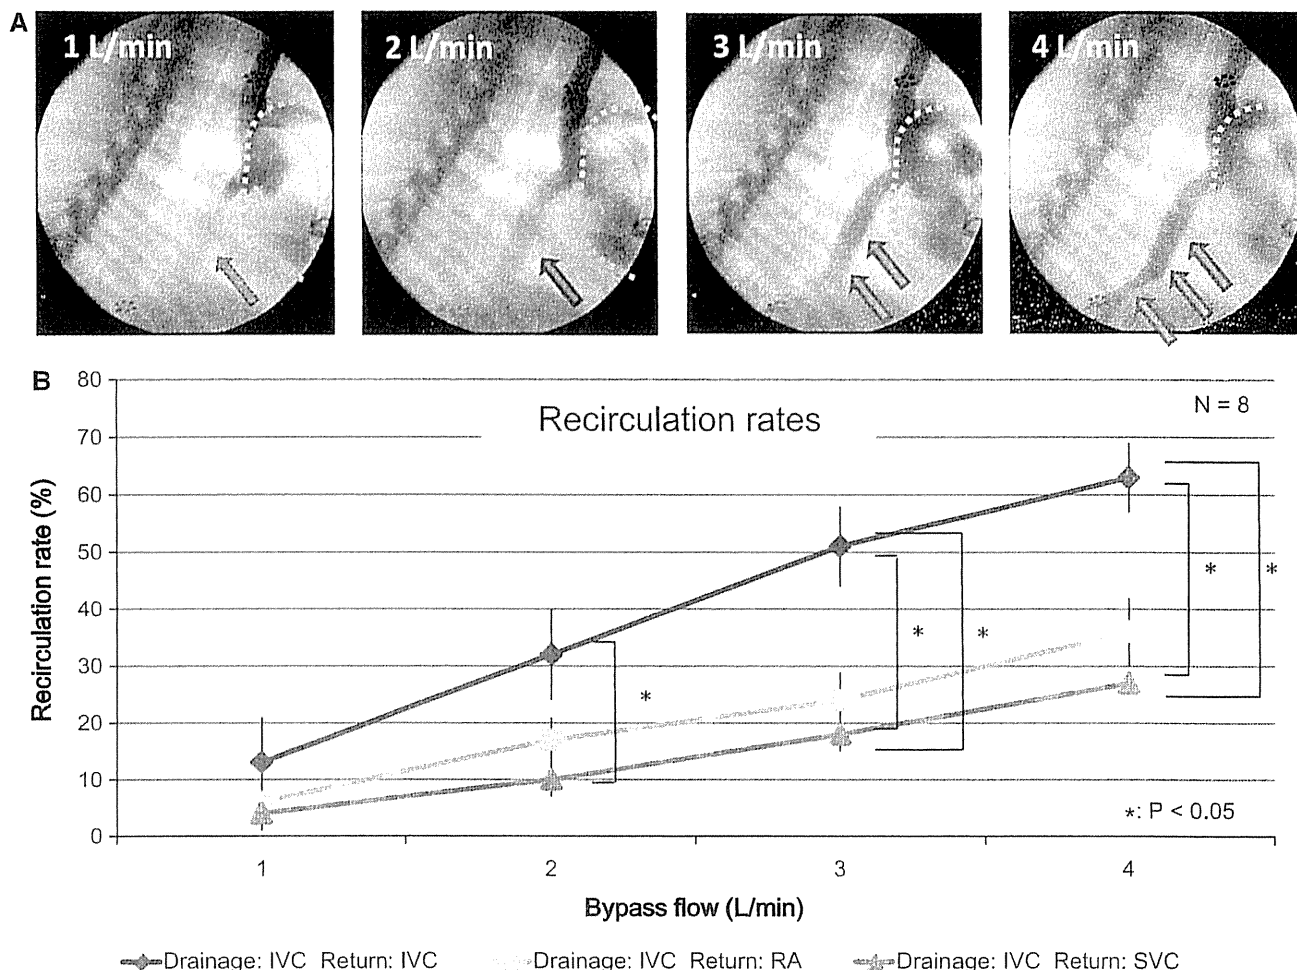 A
1 L/min
2 L/min
3 L/min
4 L/min
B
Recirculation rates
N = 8
Recirculation rate (%)
80
70
60
50
40
30
20
10
0
* * * * *
*: P < 0.05
1 2 3 4
Bypass flow (L/min)
Drainage: IVC Return: IVC
Drainage: IVC Return: RA
Drainage: IVC Return: SVC